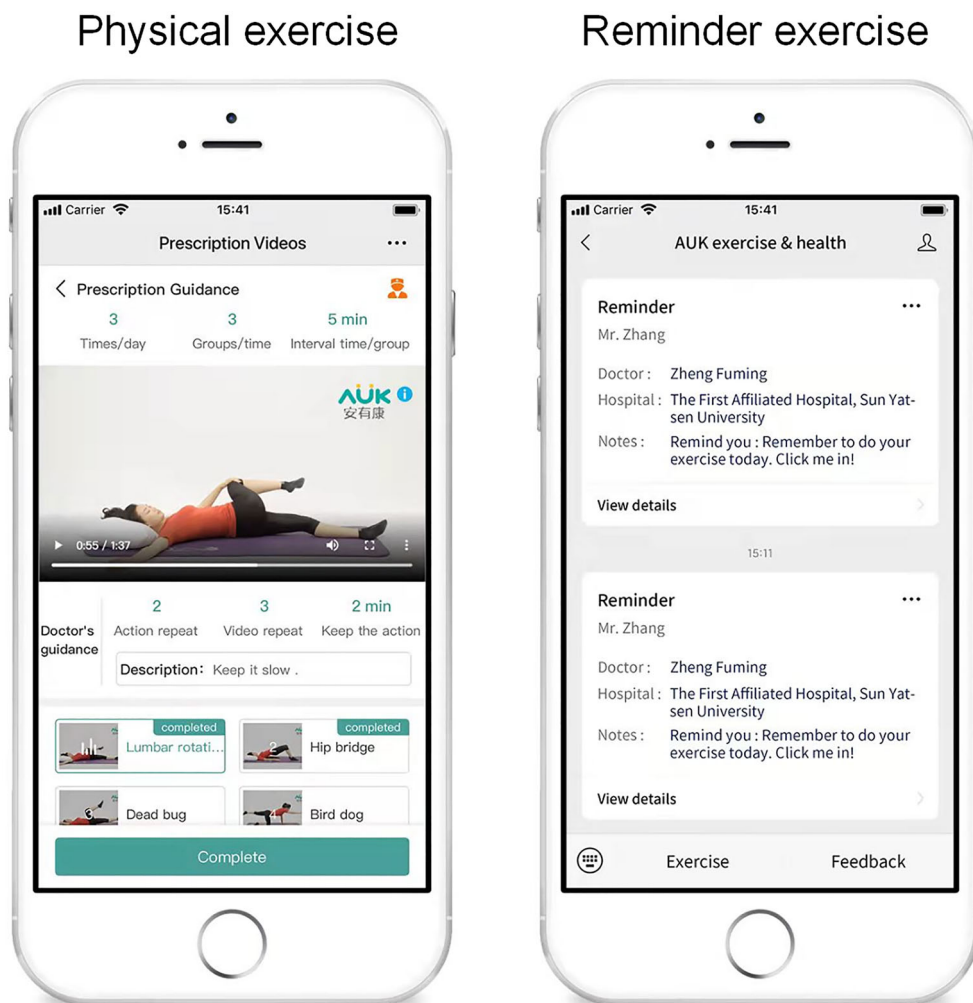 Physical exercise
Carrier 15:41
Prescription Videos
Prescription Guidance
3 3 5 min
Times/day Groups/time Interval time/group
AUK
安有康
0:55 / 1:37
2 3 2 min
Doctor's guidance
Action repeat Video repeat Keep the action
Description: Keep it slow .
completed
Lumbar rotati...
completed
2
Hip bridge
3
Dead bug
4
Bird dog
Complete
Reminder exercise
Carrier 15:41
AUK exercise & health
Reminder
Mr. Zhang
Doctor : Zheng Fuming
Hospital : The First Affiliated Hospital, Sun Yat-
sen University
Notes : Remind you : Remember to do your
exercise today. Click me in!
View details
15:11
Reminder
Mr. Zhang
Doctor : Zheng Fuming
Hospital : The First Affiliated Hospital, Sun Yat-
sen University
Notes : Remind you : Remember to do your
exercise today. Click me in!
View details
Exercise Feedback